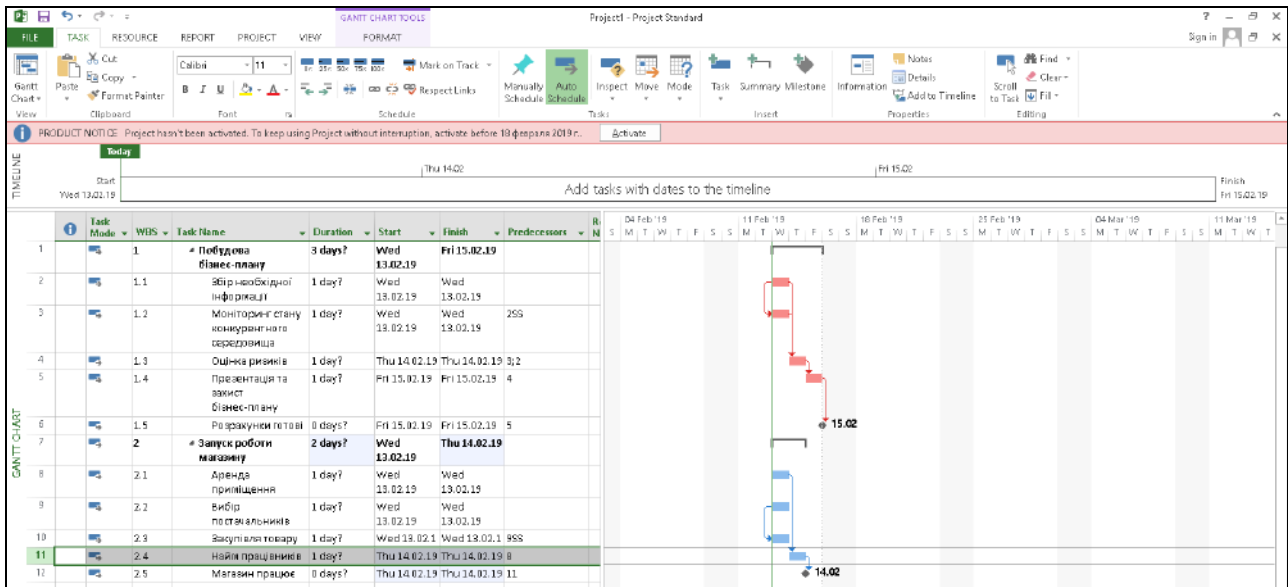 GANTT CHART TOOLS
Project1 - Project Standard
?
FILE TASK RESOURCE REPORT PROJECT VIEW FORMAT
Sign in
Cut
Copy
Format Painter
Paste
Gantt Chart
Calibri 11
B I U
0% 25% 50% 75% 100%
Mark on Track
Respect Links
Manually Schedule
Auto Schedule
Inspect Move Mode
Task Summary Milestone
Information
Notes
Details
Add to Timeline
Scroll to Task
Find
Clear
Fill
View Clipboard Font Schedule Tasks Insert Properties Editing
PRODUCT NOTICE Project hasn't been activated. To keep using Project without interruption, activate before 18 февраля 2019 г..
Activate
TIMELINE
Today
Start
Wed 13.02.19
Thu 14.02
Fri 15.02
Add tasks with dates to the timeline
Finish
Fri 15.02.19
GANTT CHART
Task Mode WBS Task Name Duration Start Finish Predecessors
04 Feb '19 11 Feb '19 18 Feb '19 25 Feb '19 04 Mar '19 11 Mar '19
S M T W T F S S M T W T F S S M T W T F S S M T W T F S S M T W T F S S M T W T
1 1 Побудова бізнес-плану 3 days? Wed 13.02.19 Fri 15.02.19
2 1.1 Збір необхідної інформації 1 day? Wed 13.02.19 Wed 13.02.19
3 1.2 Моніторинг стану конкурентного середовища 1 day? Wed 13.02.19 Wed 13.02.19 2SS
4 1.3 Оцінка ризиків 1 day? Thu 14.02.19 Thu 14.02.19 3;2
5 1.4 Презентація та захист бізнес-плану 1 day? Fri 15.02.19 Fri 15.02.19 4
6 1.5 Розрахунки готові 0 days? Fri 15.02.19 Fri 15.02.19 5
15.02
7 2 Запуск роботи магазину 2 days? Wed 13.02.19 Thu 14.02.19
8 2.1 Аренда приміщення 1 day? Wed 13.02.19 Wed 13.02.19
9 2.2 Вибір постачальників 1 day? Wed 13.02.19 Wed 13.02.19
10 2.3 Закупівля товару 1 day? Wed 13.02.1 Wed 13.02.1 9SS
11 2.4 Найм працівників 1 day? Thu 14.02.19 Thu 14.02.19 8
12 2.5 Магазин працює 0 days? Thu 14.02.19 Thu 14.02.19 11
14.02